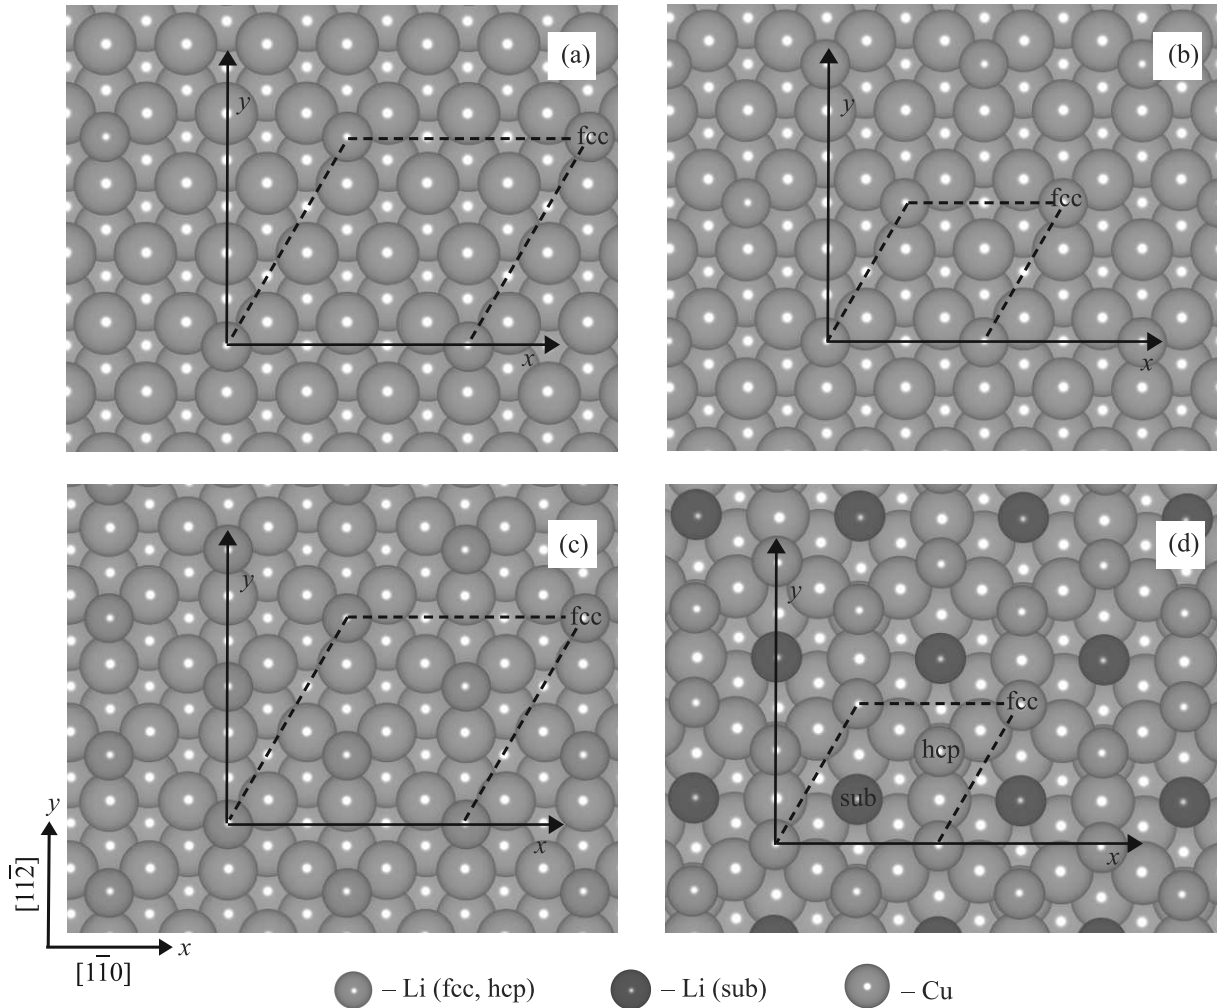 (a)
y
fcc
x
(b)
y
fcc
x
(c)
y
fcc
x
(d)
y
fcc
hcp
sub
x
y
[11̅2̅]
x
[11̅0]
– Li (fcc, hcp) – Li (sub) – Cu